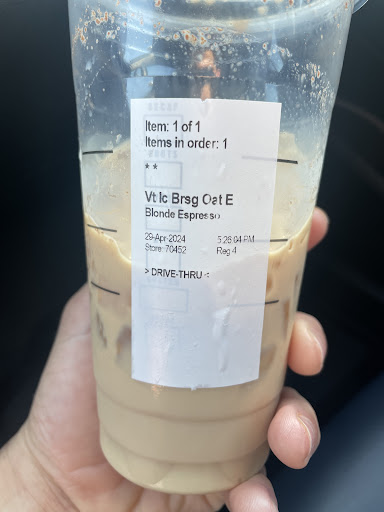 Item: 1 of 1
Items in order: 1
* *
Vt Ic Brsg Oat E
Blonde Espresso
29-Apr-2024 5:26:04 PM
Store: 70452 Reg 4
> DRIVE-THRU <